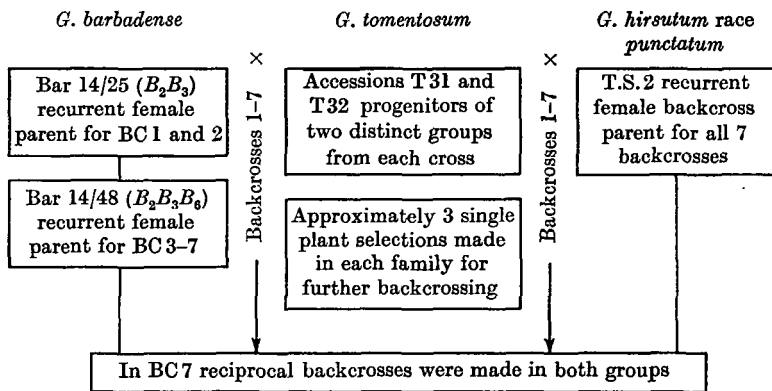 G. barbadense
×
G. tomentosum
×
G. hirsutum race
punctatum
Bar 14/25 (B₂B₃)
recurrent female
parent for BC 1 and 2
Bar 14/48 (B₂B₃B₆)
recurrent female
parent for BC 3–7
Backcrosses 1–7
Accessions T31 and
T32 progenitors of
two distinct groups
from each cross
Approximately 3 single
plant selections made
in each family for
further backcrossing
Backcrosses 1–7
T.S. 2 recurrent
female backcross
parent for all 7
backcrosses
In BC 7 reciprocal backcrosses were made in both groups